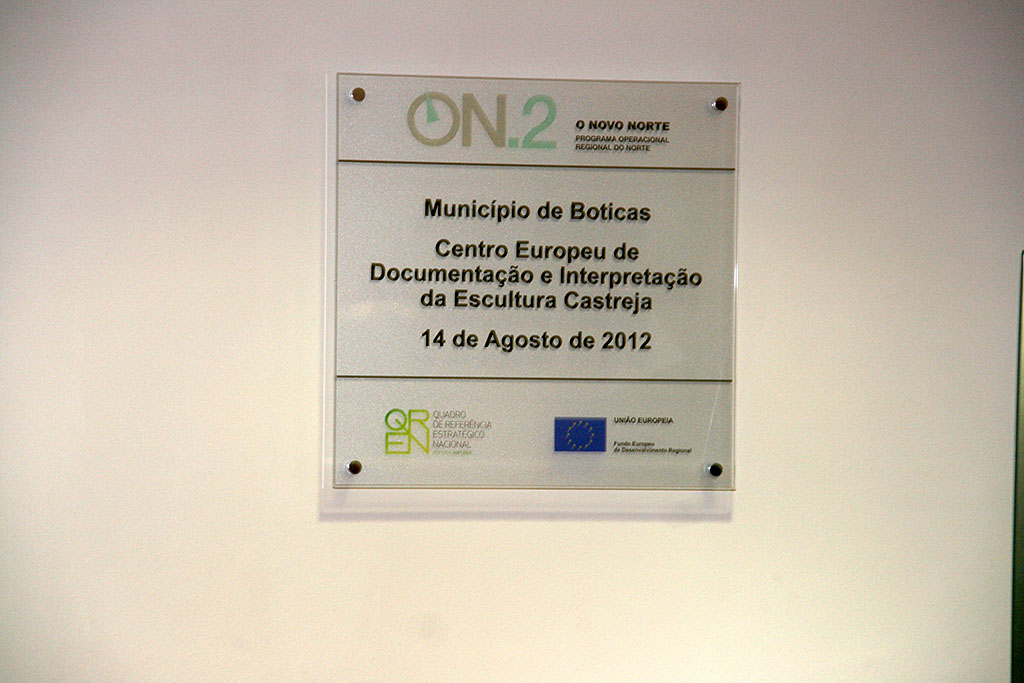 ON.2
O NOVO NORTE
PROGRAMA OPERACIONAL
REGIONAL DO NORTE
Município de Boticas
Centro Europeu de
Documentação e Interpretação
da Escultura Castreja
14 de Agosto de 2012
QR
EN
QUADRO
DE REFERÊNCIA
ESTRATÉGICO
NACIONAL
UNIÃO EUROPEIA
Fundo Europeu
de Desenvolvimento Regional